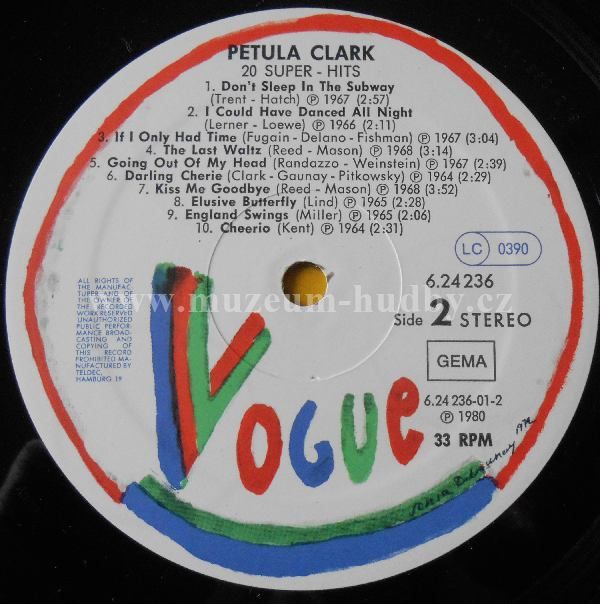 PETULA CLARK
20 SUPER - HITS
1. Don't Sleep In The Subway
(Trent - Hatch) ℗ 1967 (2:57)
2. I Could Have Danced All Night
(Lerner - Loewe) ℗ 1966 (2:11)
3. If I Only Had Time (Fugain - Delano - Fishman) ℗ 1967 (3:04)
4. The Last Waltz (Reed - Mason) ℗ 1968 (3:14)
5. Going Out Of My Head (Randazzo - Weinstein) ℗ 1967 (2:39)
6. Darling Cherie (Clark - Gaunay - Pitkowsky) ℗ 1964 (2:29)
7. Kiss Me Goodbye (Reed - Mason) ℗ 1968 (3:52)
8. Elusive Butterfly (Lind) ℗ 1965 (2:28)
9. England Swings (Miller) ℗ 1965 (2:06)
10. Cheerio (Kent) ℗ 1964 (2:31)
LC 0390
ALL RIGHTS OF
THE MANUFAC-
TUPER AND OF
THE OWNER OF
THE RECORDED
WORK RESERVED
UNAUTHORIZED
PUBLIC PERFOR-
MANCE BROAD-
CASTING AND
COPYING OF
THIS RECORD
PROHIBITED MA-
NUFACTURED BY
TELDEC,
HAMBURG 19
6.24 236
www.muzeum-hudby.cz
Side 2 STEREO
GEMA
6.24 236-01-2
℗ 1980
33 RPM
VOGUE